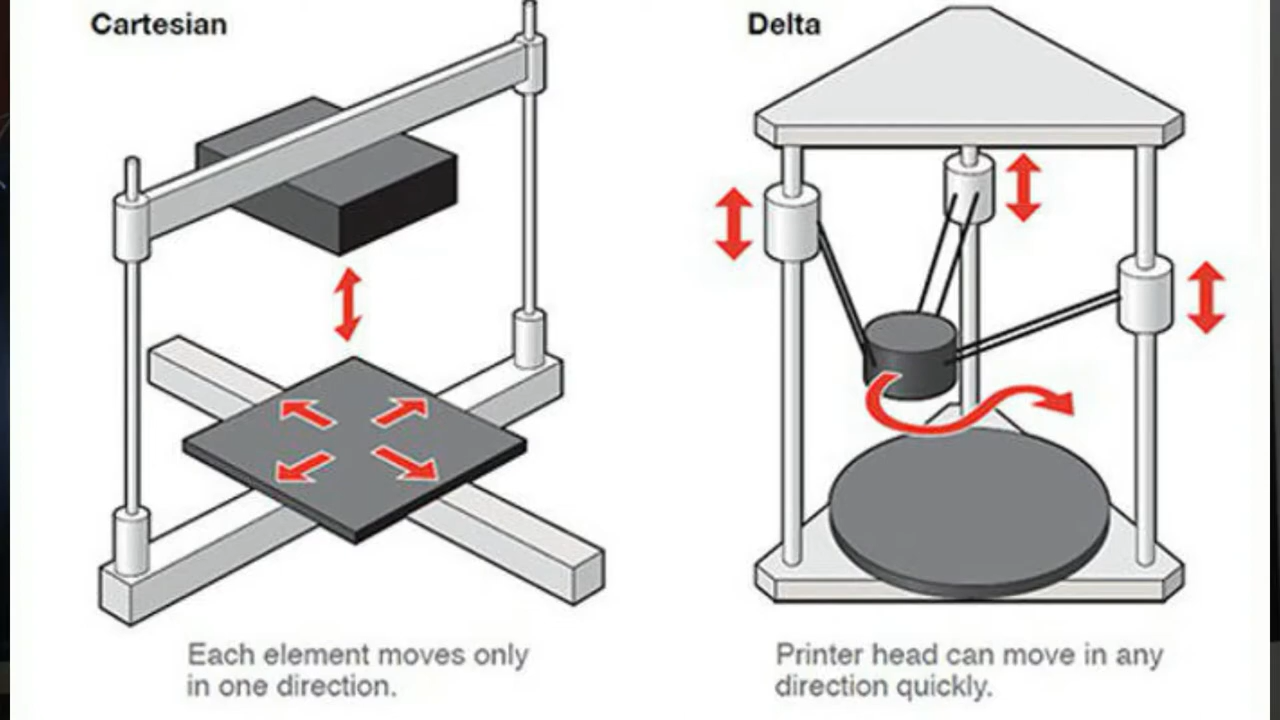 Cartesian
Delta
Each element moves only
in one direction.
Printer head can move in any
direction quickly.